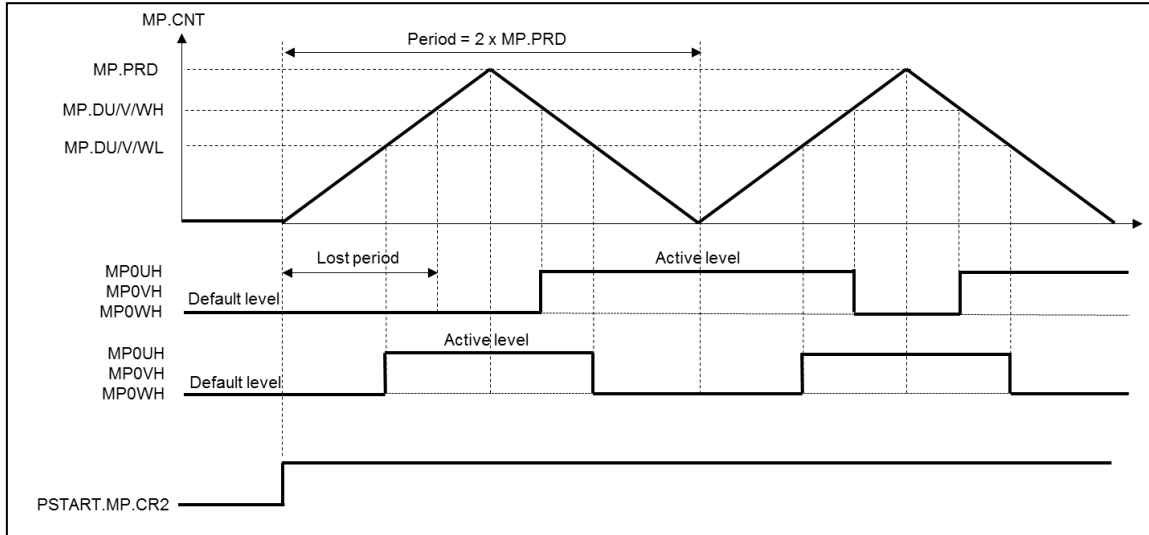 MP.CNT
Period = 2 x MP.PRD
MP.PRD
MP.DU/V/WH
MP.DU/V/WL
Lost period
Active level
MP0UH
MP0VH
MP0WH
Default level
Active level
MP0UH
MP0VH
MP0WH
Default level
PSTART.MP.CR2